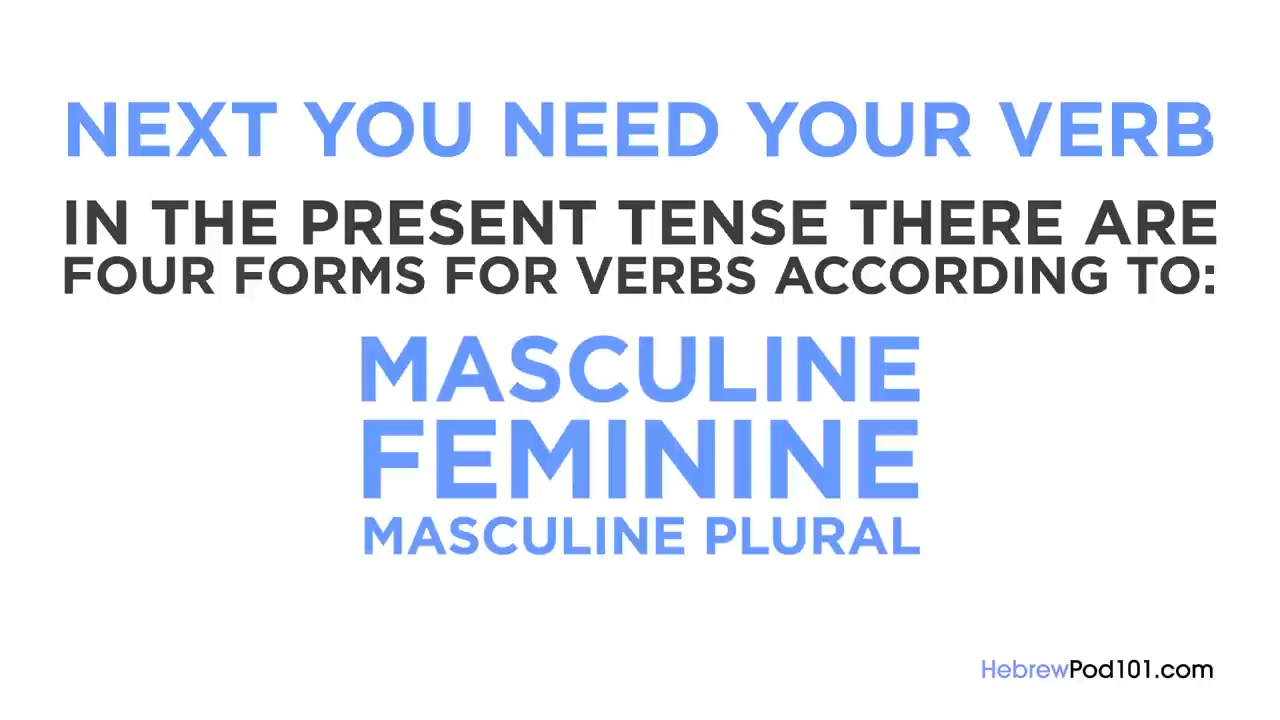 NEXT YOU NEED YOUR VERB
IN THE PRESENT TENSE THERE ARE
FOUR FORMS FOR VERBS ACCORDING TO:
MASCULINE
FEMININE
MASCULINE PLURAL
HebrewPod101.com